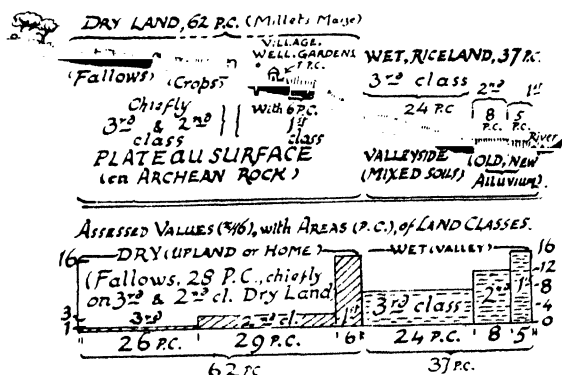 DRY LAND, 62 P.C. (Millets Maize)
VILLAGE,
WELL, GARDENS
1 P.C.
WET, RICELAND, 37 P.C.
(Fallows) (Crops)
3rd class 2nd 1st
Chiefly
3rd & 2nd
class
With 6 P.C.
1st
class
24 P.C. 8 P.C. 5 P.C.
River
PLATEAU SURFACE
(on ARCHEAN ROCK)
VALLEYSIDE
(MIXED SOILS)
(OLD, NEW
Alluvium).
ASSESSED VALUES, with AREAS (P.C.), of LAND CLASSES.
DRY (UPLAND or HOME)
WET (VALLEY)
(Fallows, 28 P.C., chiefly
on 3rd & 2nd cl. Dry Land
16
3
1
3rd 2nd cl. 1st
3rd class 2nd 1st
16
12
8
4
0
26 P.C. 29 P.C. 6 24 P.C. 8 5
62 P.C. 37 P.C.